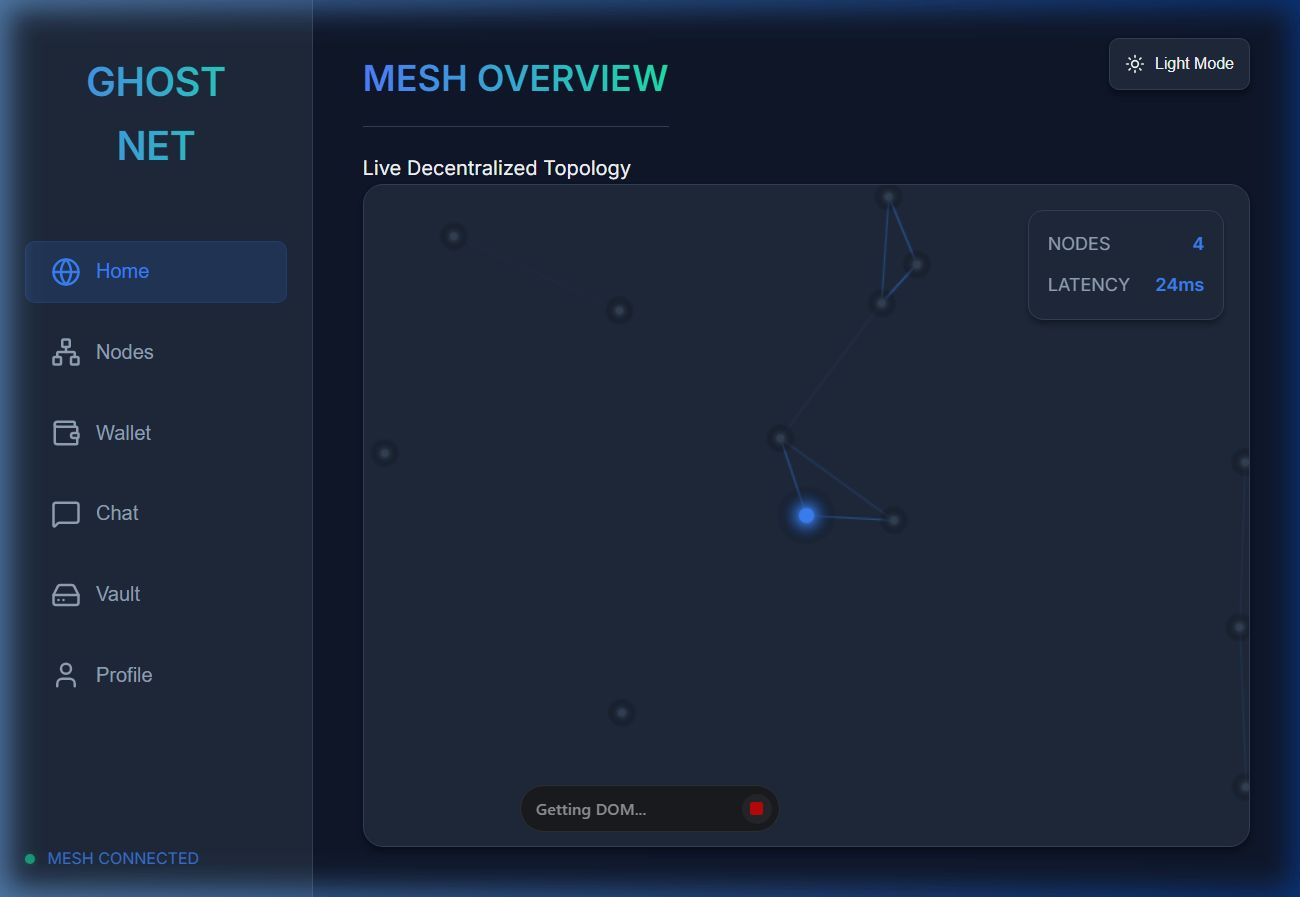 GHOST
NET
Home
Nodes
Wallet
Chat
Vault
Profile
MESH CONNECTED
MESH OVERVIEW
Light Mode
Live Decentralized Topology
NODES 4
LATENCY 24ms
Getting DOM...